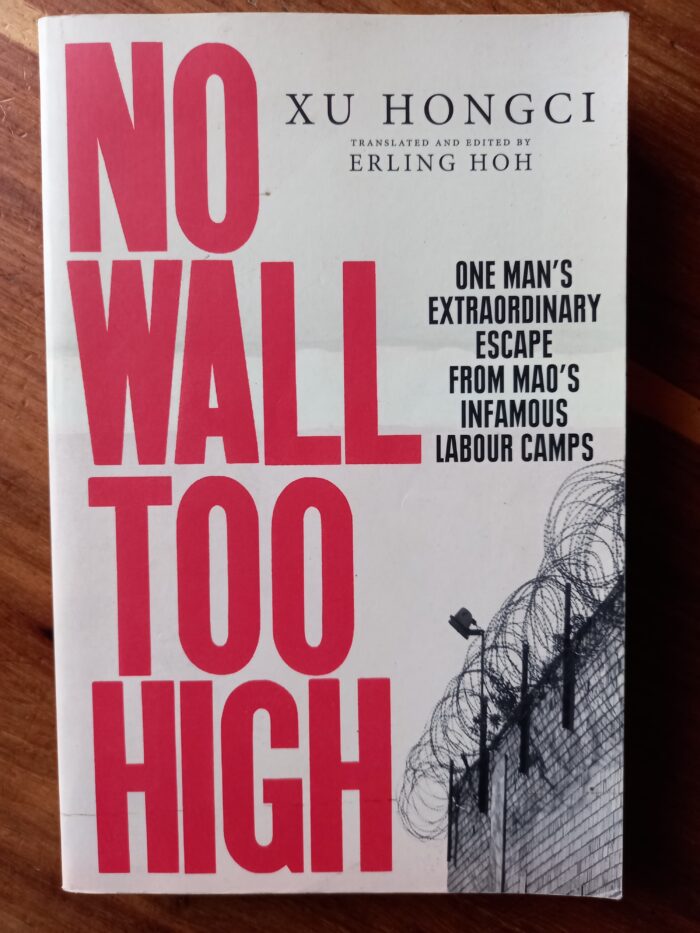 NO
WALL
TOO
HIGH
XU HONGCI
TRANSLATED AND EDITED BY
ERLING HOH
ONE MAN'S
EXTRAORDINARY
ESCAPE
FROM MAO'S
INFAMOUS
LABOUR CAMPS